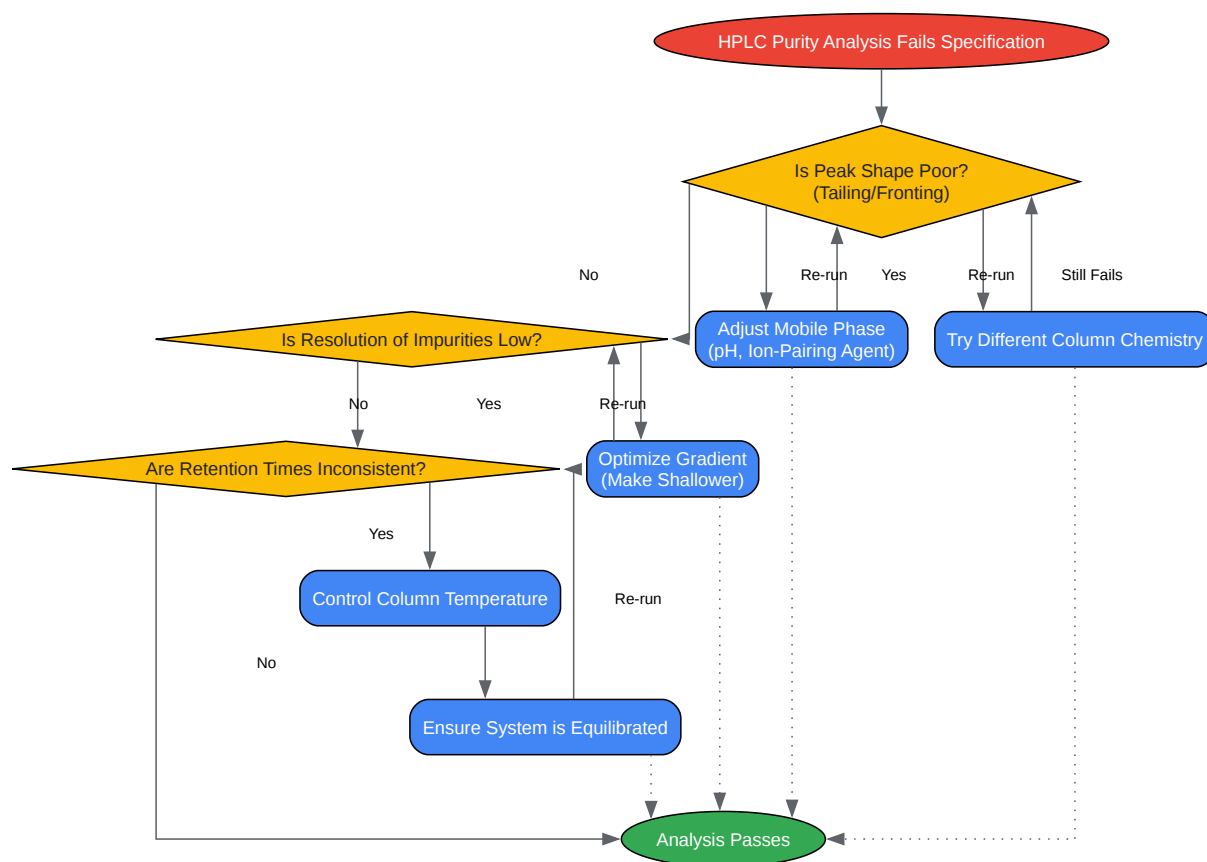 HPLC Purity Analysis Fails Specification
Is Peak Shape Poor?
(Tailing/Fronting)
No
Re-run
Yes
Re-run
Still Fails
Is Resolution of Impurities Low?
Adjust Mobile Phase
(pH, Ion-Pairing Agent)
Try Different Column Chemistry
No
Yes
Re-run
Are Retention Times Inconsistent?
Optimize Gradient
(Make Shallower)
Yes
Control Column Temperature
Re-run
No
Ensure System is Equilibrated
Analysis Passes